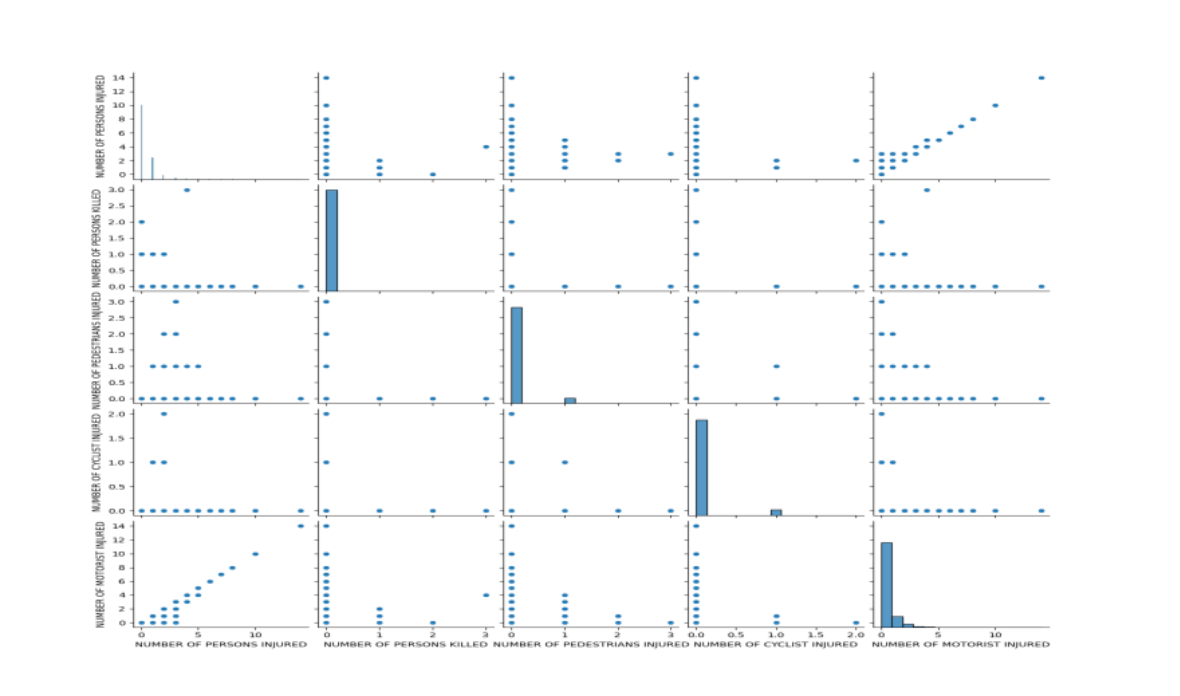 NUMBER OF PERSONS INJURED
14
12
10
8
6
4
2
0
NUMBER OF PERSONS KILLED
3.0
2.5
2.0
1.5
1.0
0.5
0.0
NUMBER OF PEDESTRIANS INJURED
3.0
2.5
2.0
1.5
1.0
0.5
0.0
NUMBER OF CYCLIST INJURED
2.0
1.5
1.0
0.5
0.0
NUMBER OF MOTORIST INJURED
14
12
10
8
6
4
2
0
0 5 10
NUMBER OF PERSONS INJURED
0 1 2 3
NUMBER OF PERSONS KILLED
0 1 2 3
NUMBER OF PEDESTRIANS INJURED
0.0 0.5 1.0 1.5 2.0
NUMBER OF CYCLIST INJURED
0 5 10
NUMBER OF MOTORIST INJURED